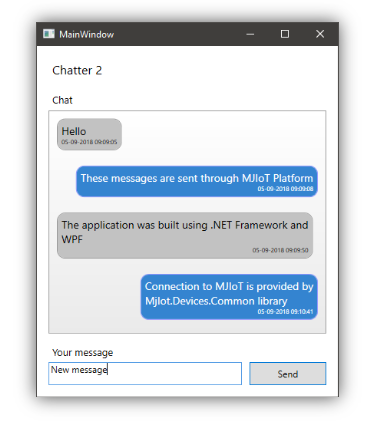 MainWindow
Chatter 2
Chat
Hello
05-09-2018 09:09:05
These messages are sent through MJIoT Platform
05-09-2018 09:09:08
The application was built using .NET Framework and
WPF
05-09-2018 09:09:50
Connection to MJIoT is provided by
MjIot.Devices.Common library
05-09-2018 09:10:41
Your message
New message
Send